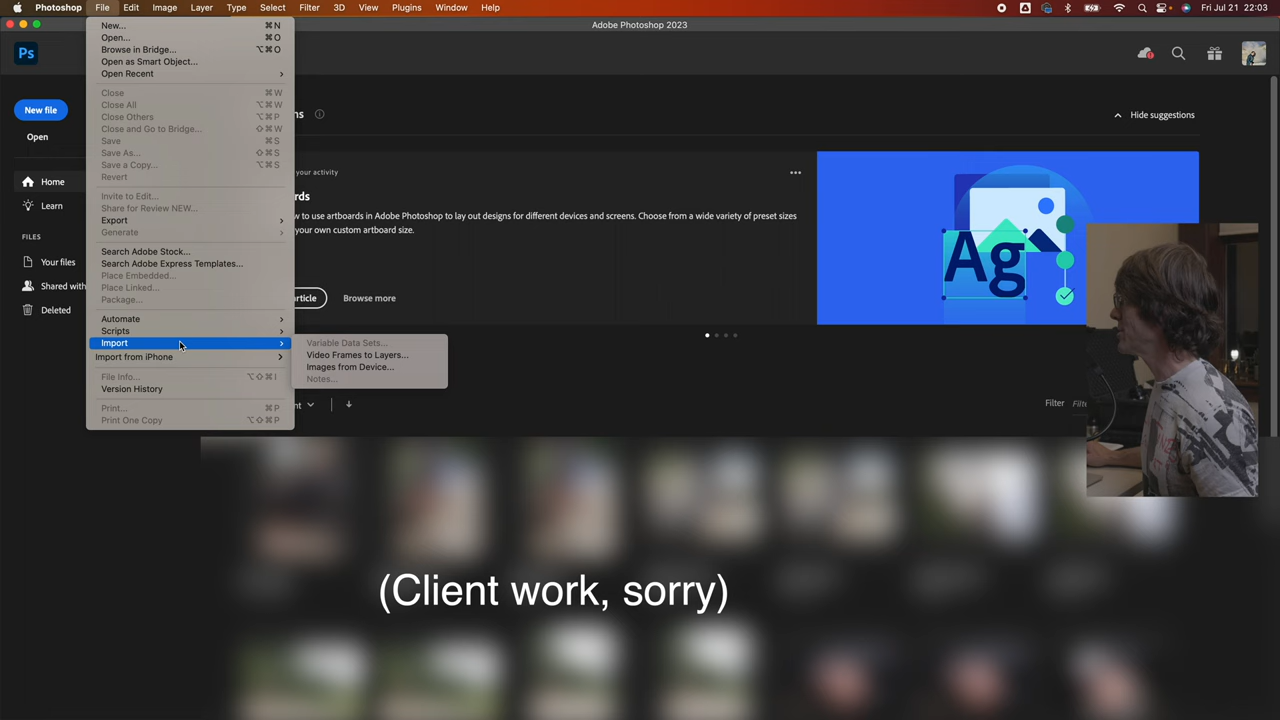 Photoshop File Edit Image Layer Type Select Filter 3D View Plugins Window Help Fri Jul 21 22:03
Adobe Photoshop 2023
Ps
New file
Open
Home
Learn
FILES
Your files
Shared with
Deleted
New... ⌘N
Open... ⌘O
Browse in Bridge... ⌥⌘O
Open as Smart Object...
Open Recent
Close ⌘W
Close All ⌥⌘W
Close Others ⌥⌘P
Close and Go to Bridge... ⇧⌘W
Save ⌘S
Save As... ⇧⌘S
Save a Copy... ⌥⌘S
Revert
Invite to Edit...
Share for Review NEW...
Export
Generate
Search Adobe Stock...
Search Adobe Express Templates...
Place Embedded...
Place Linked...
Package...
Automate
Scripts
Import
Import from iPhone
File Info... ⌥⇧⌘I
Version History
Print... ⌘P
Print One Copy ⌥⇧⌘P
Variable Data Sets...
Video Frames to Layers...
Images from Device...
Notes...
ns
Hide suggestions
your activity
rds
w to use artboards in Adobe Photoshop to lay out designs for different devices and screens. Choose from a wide variety of preset sizes
your own custom artboard size.
rticle Browse more
Ag
nt
Filter Filte
(Client work, sorry)